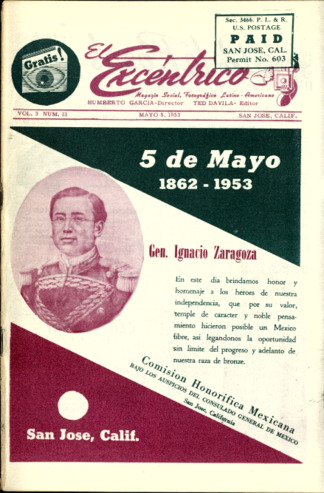 Gratis!
Sec. 3466. P. L. & R.
U.S. POSTAGE
PAID
SAN JOSE, CAL.
Permit No. 603
El
Excéntrico
Magazin Social, Fotográfico Latino-Americano
HUMBERTO GARCIA-Director TED DAVILA-Editor
VOL. 3 NUM. 13 MAYO 5, 1953 SAN JOSE, CALIF.
5 de Mayo
1862 - 1953
Gen. Ignacio Zaragoza
En este dia brindamos honor y
homenaje a los heroes de nuestra
independencia, que por su valor,
temple de caracter y noble pensa-
miento hicieron posible un Mexico
libre, asi legandonos la oportunidad
sin limite del progreso y adelanto de
nuestra raza de bronze.
Comision Honorifica Mexicana
BAJO LOS AUSPICIOS DEL CONSULADO GENERAL DE MEXICO
San Jose, California
San Jose, Calif.